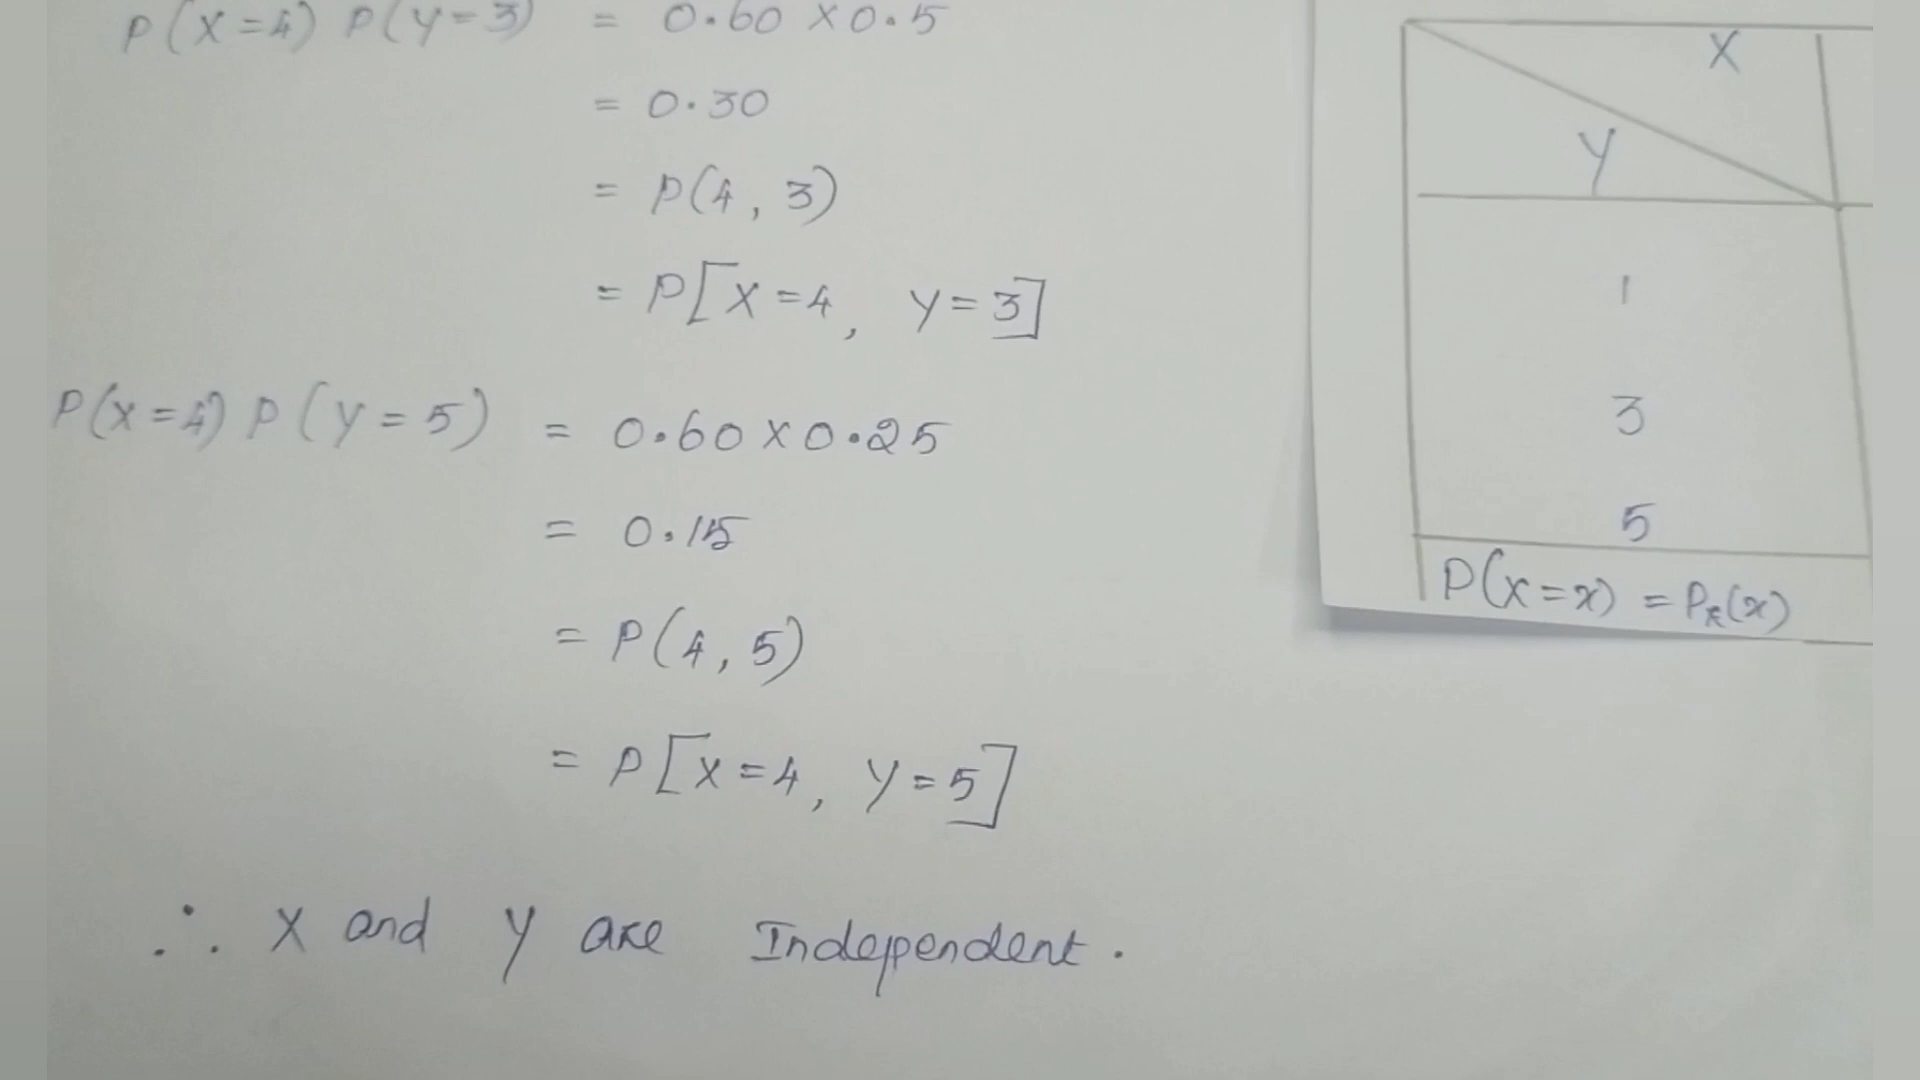 P(X=4) P(Y=3) = 0.60 X 0.5
= 0.30
= P(4, 3)
= P[X=4, Y=3]
P(X=4) P(Y=5) = 0.60 X 0.25
= 0.15
= P(4, 5)
= P[X=4, Y=5]
∴ X and Y are Independent.
X
Y
1
3
5
P(X=x) = P*(x)